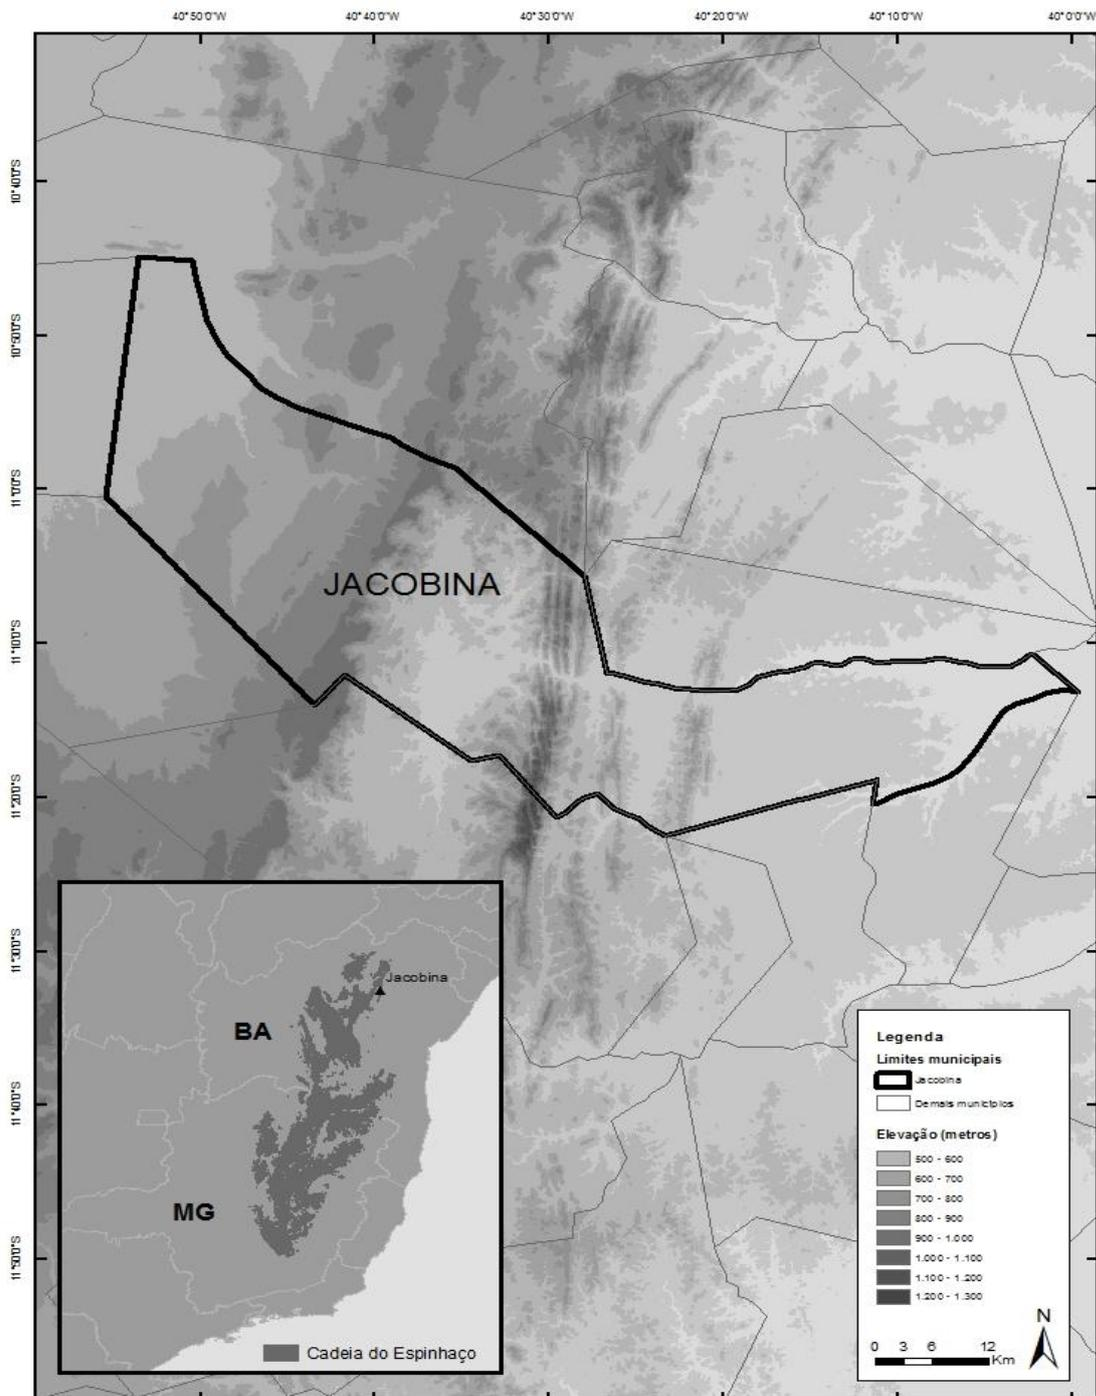 40°50'0"W 40°40'0"W 40°30'0"W 40°20'0"W 40°10'0"W 40°0'0"W
10°40'0"S
10°50'0"S
11°0'0"S
11°10'0"S
11°20'0"S
11°30'0"S
11°40'0"S
11°50'0"S
JACOBINA
Jacobina
BA
MG
Cadeia do Espinhaço
Legenda
Limites municipais
Jacobina
Demais municípios
Elevação (metros)
500 - 600
600 - 700
700 - 800
800 - 900
900 - 1.000
1.000 - 1.100
1.100 - 1.200
1.200 - 1.300
N
0 3 6 12
Km